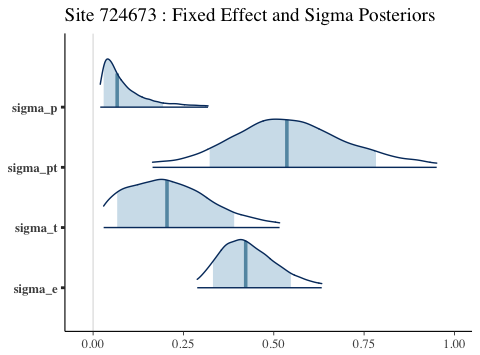 Site 724673 : Fixed Effect and Sigma Posteriors
sigma_p
sigma_pt
sigma_t
sigma_e
0.00 0.25 0.50 0.75 1.00